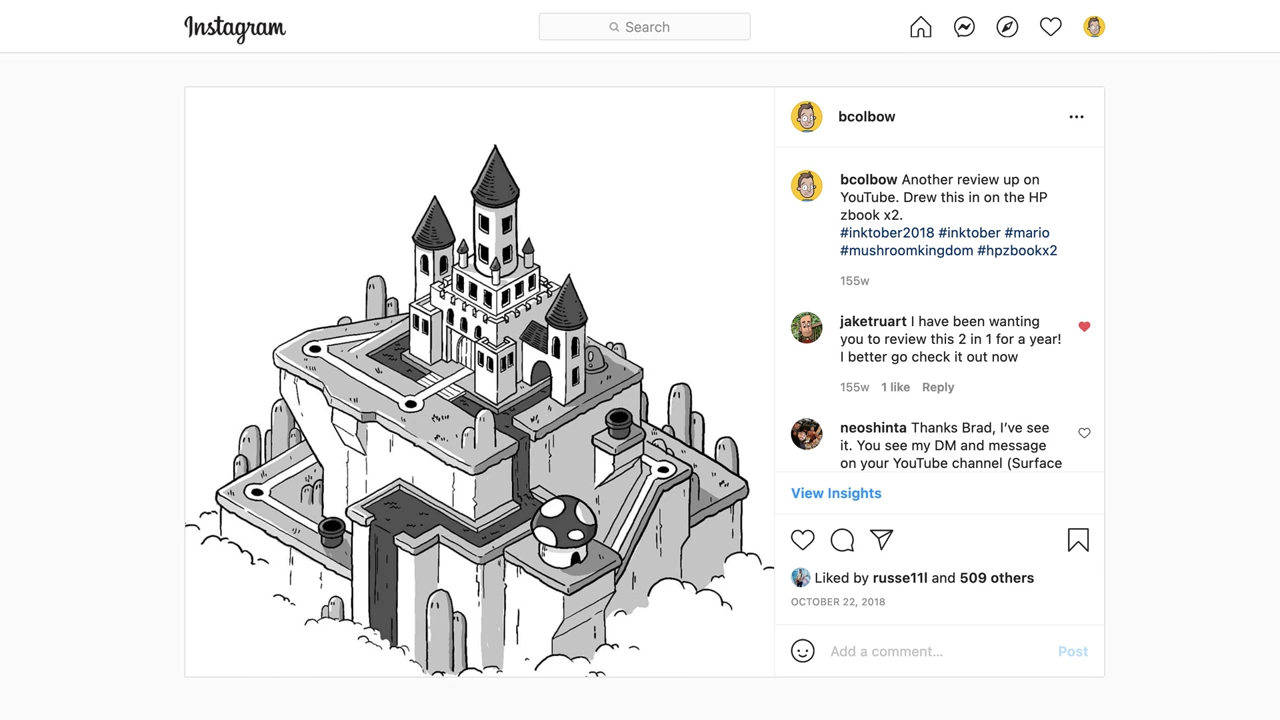 Instagram
Search
bcolbow
bcolbow Another review up on
YouTube. Drew this in on the HP
zbook x2.
#inktober2018 #inktober #mario
#mushroomkingdom #hpzbookx2
155w
jaketruart I have been wanting
you to review this 2 in 1 for a year!
I better go check it out now
155w 1 like Reply
neoshinta Thanks Brad, I've see
it. You see my DM and message
on your YouTube channel (Surface
View Insights
Liked by russe11l and 509 others
OCTOBER 22, 2018
Add a comment...
Post